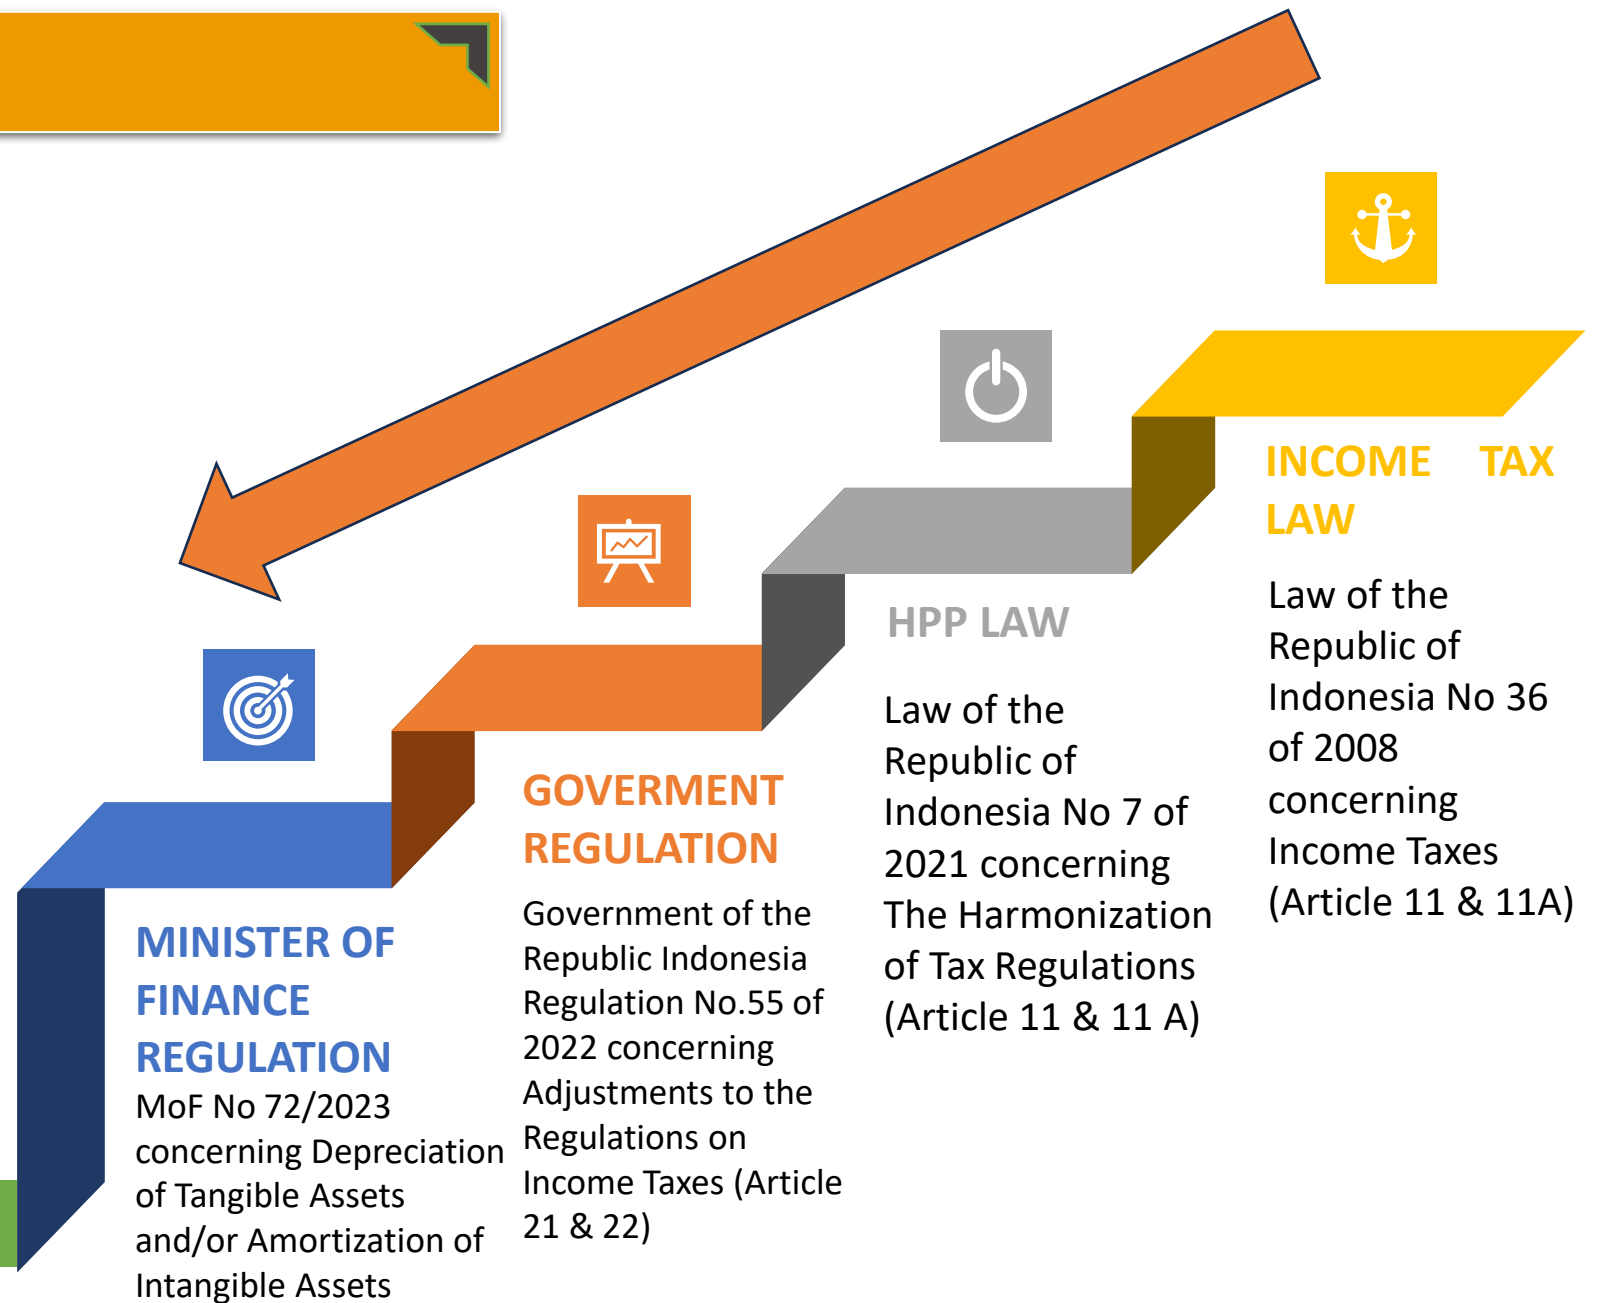 MINISTER OF
FINANCE
REGULATION
MoF No 72/2023
concerning Depreciation
of Tangible Assets
and/or Amortization of
Intangible Assets
GOVERMENT
REGULATION
Government of the
Republic Indonesia
Regulation No.55 of
2022 concerning
Adjustments to the
Regulations on
Income Taxes (Article
21 & 22)
HPP LAW
Law of the
Republic of
Indonesia No 7 of
2021 concerning
The Harmonization
of Tax Regulations
(Article 11 & 11 A)
INCOME TAX
LAW
Law of the
Republic of
Indonesia No 36
of 2008
concerning
Income Taxes
(Article 11 & 11A)